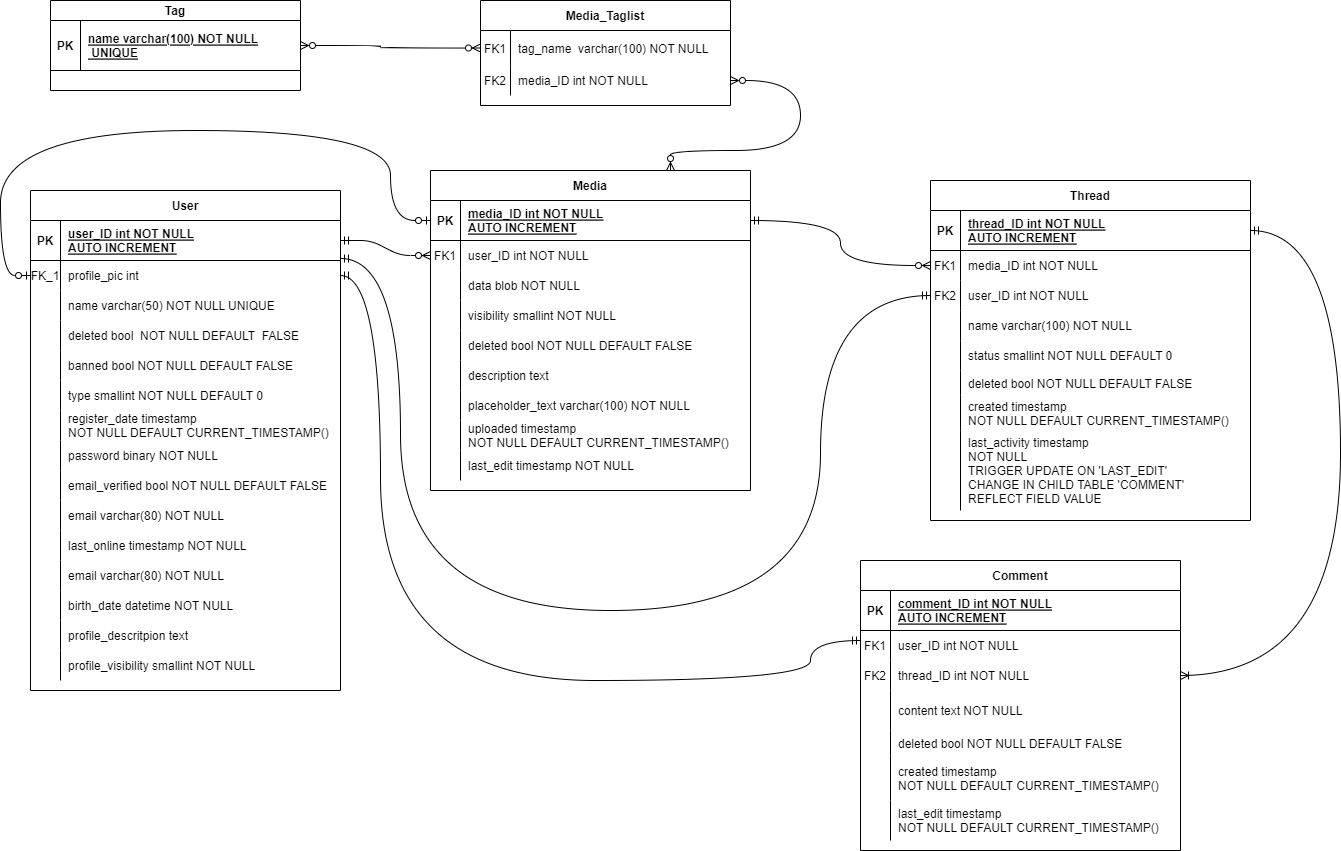 Tag
PK
name varchar(100) NOT NULL
UNIQUE
Media_Taglist
FK1
tag_name varchar(100) NOT NULL
FK2
media_ID int NOT NULL
User
PK
user_ID int NOT NULL
AUTO INCREMENT
FK_1
profile_pic int
name varchar(50) NOT NULL UNIQUE
deleted bool NOT NULL DEFAULT FALSE
banned bool NOT NULL DEFAULT FALSE
type smallint NOT NULL DEFAULT 0
register_date timestamp
NOT NULL DEFAULT CURRENT_TIMESTAMP()
password binary NOT NULL
email_verified bool NOT NULL DEFAULT FALSE
email varchar(80) NOT NULL
last_online timestamp NOT NULL
email varchar(80) NOT NULL
birth_date datetime NOT NULL
profile_descritpion text
profile_visibility smallint NOT NULL
Media
PK
media_ID int NOT NULL
AUTO INCREMENT
FK1
user_ID int NOT NULL
data blob NOT NULL
visibility smallint NOT NULL
deleted bool NOT NULL DEFAULT FALSE
description text
placeholder_text varchar(100) NOT NULL
uploaded timestamp
NOT NULL DEFAULT CURRENT_TIMESTAMP()
last_edit timestamp NOT NULL
Thread
PK
thread_ID int NOT NULL
AUTO INCREMENT
FK1
media_ID int NOT NULL
FK2
user_ID int NOT NULL
name varchar(100) NOT NULL
status smallint NOT NULL DEFAULT 0
deleted bool NOT NULL DEFAULT FALSE
created timestamp
NOT NULL DEFAULT CURRENT_TIMESTAMP()
last_activity timestamp
NOT NULL
TRIGGER UPDATE ON 'LAST_EDIT'
CHANGE IN CHILD TABLE 'COMMENT'
REFLECT FIELD VALUE
Comment
PK
comment_ID int NOT NULL
AUTO INCREMENT
FK1
user_ID int NOT NULL
FK2
thread_ID int NOT NULL
content text NOT NULL
deleted bool NOT NULL DEFAULT FALSE
created timestamp
NOT NULL DEFAULT CURRENT_TIMESTAMP()
last_edit timestamp
NOT NULL DEFAULT CURRENT_TIMESTAMP()